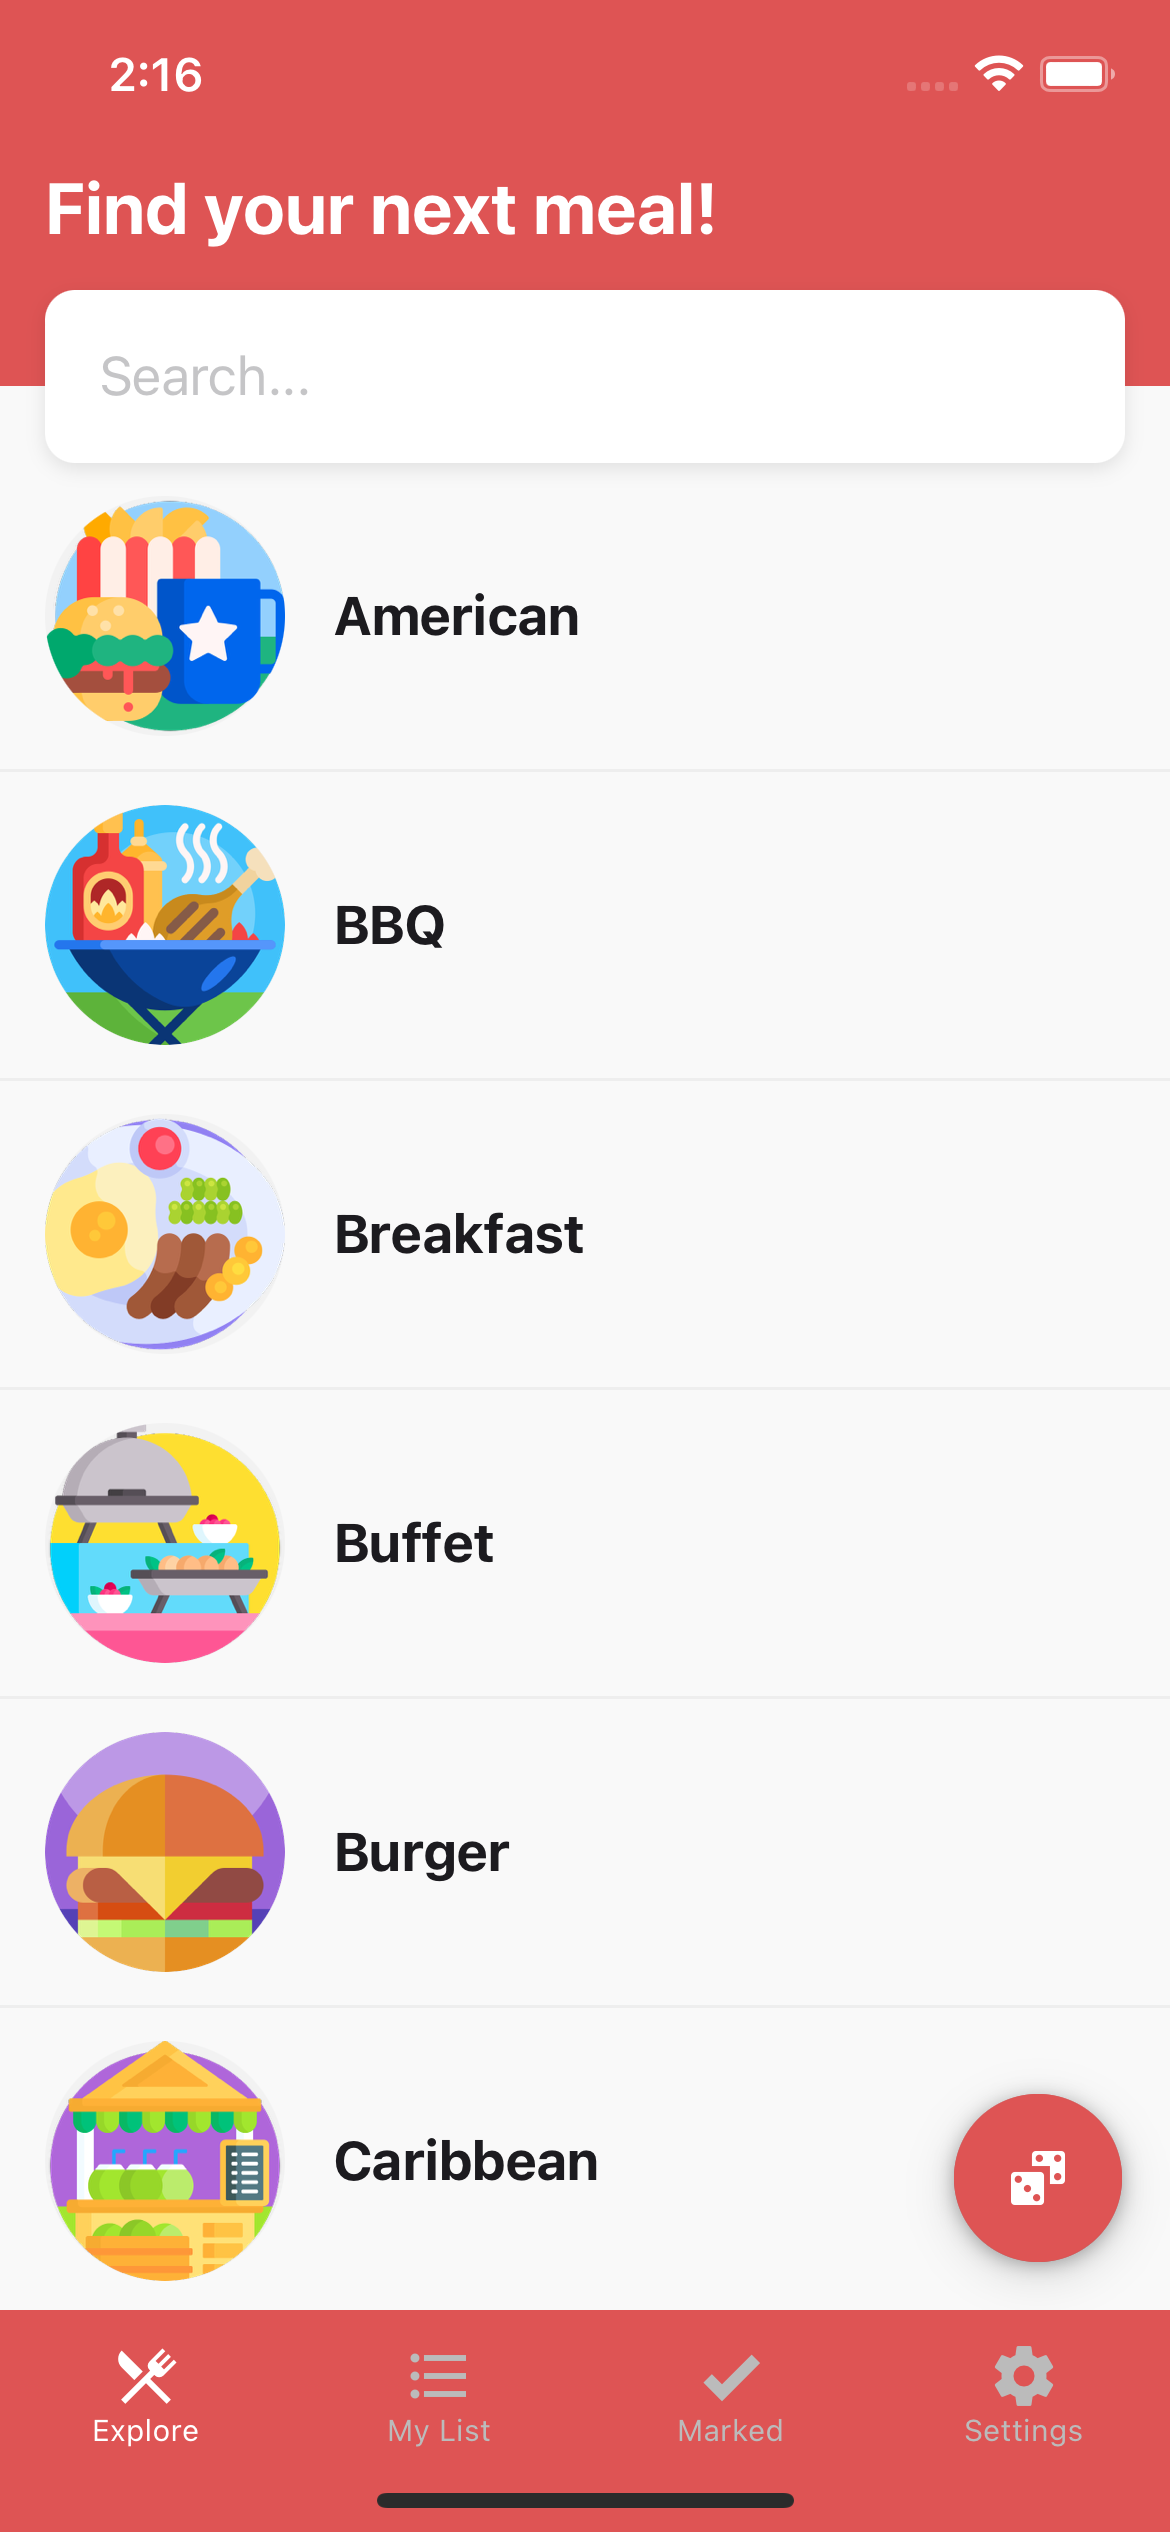 2:16
Find your next meal!
Search...
American
BBQ
Breakfast
Buffet
Burger
Caribbean
Explore
My List
Marked
Settings